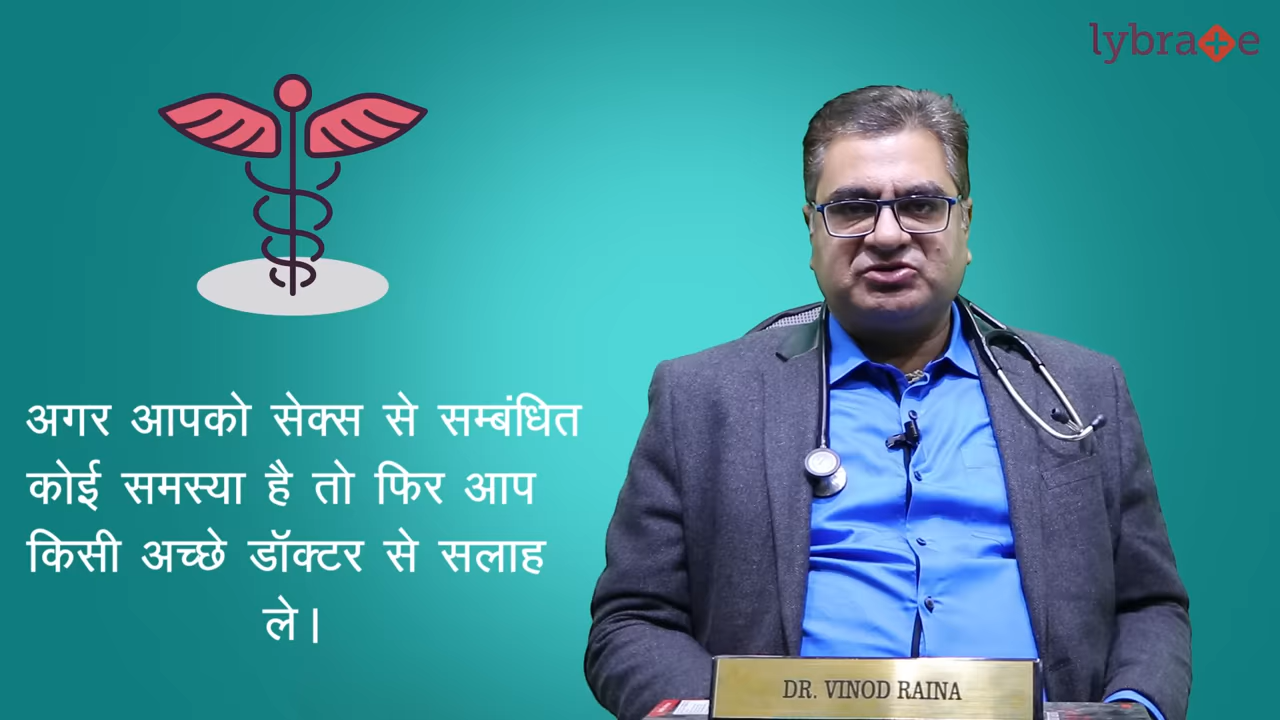 lybrate
अगर आपको सेक्स से सम्बंधित
कोई समस्या है तो फिर आप
किसी अच्छे डॉक्टर से सलाह
ले।
DR. VINOD RAINA